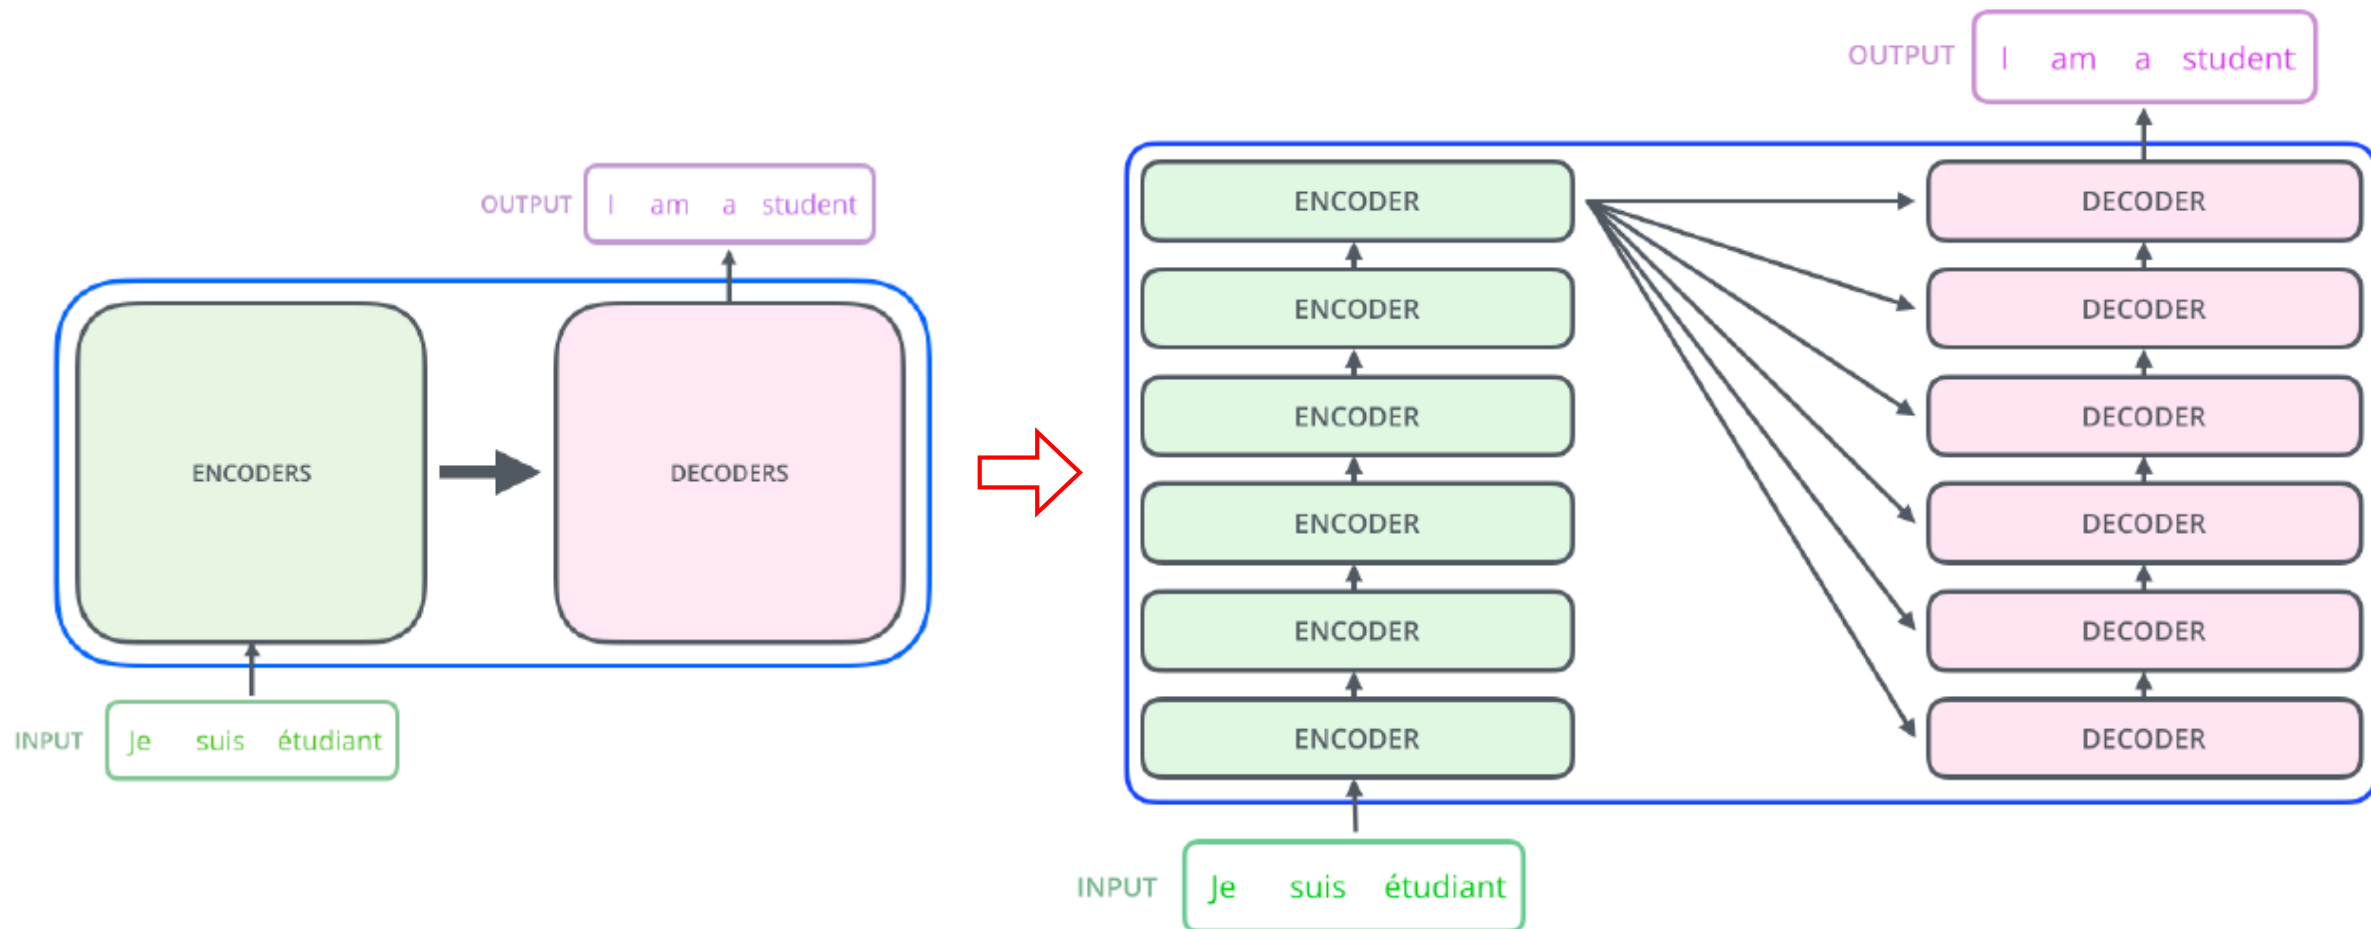 OUTPUT I am a student
ENCODERS DECODERS
INPUT Je suis étudiant
OUTPUT I am a student
ENCODER DECODER
ENCODER DECODER
ENCODER DECODER
ENCODER DECODER
ENCODER DECODER
ENCODER DECODER
INPUT Je suis étudiant